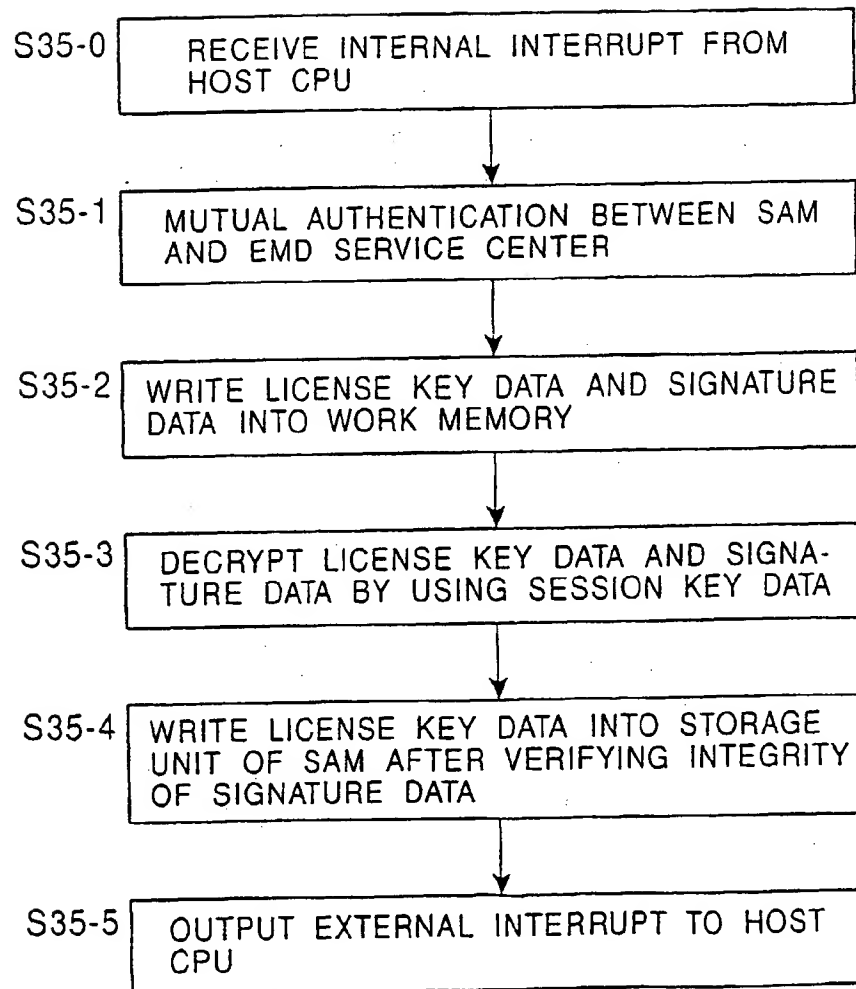 S35-0
RECEIVE INTERNAL INTERRUPT FROM
HOST CPU
S35-1
MUTUAL AUTHENTICATION BETWEEN SAM
AND EMD SERVICE CENTER
S35-2
WRITE LICENSE KEY DATA AND SIGNATURE
DATA INTO WORK MEMORY
S35-3
DECRYPT LICENSE KEY DATA AND SIGNA-
TURE DATA BY USING SESSION KEY DATA
S35-4
WRITE LICENSE KEY DATA INTO STORAGE
UNIT OF SAM AFTER VERIFYING INTEGRITY
OF SIGNATURE DATA
S35-5
OUTPUT EXTERNAL INTERRUPT TO HOST
CPU